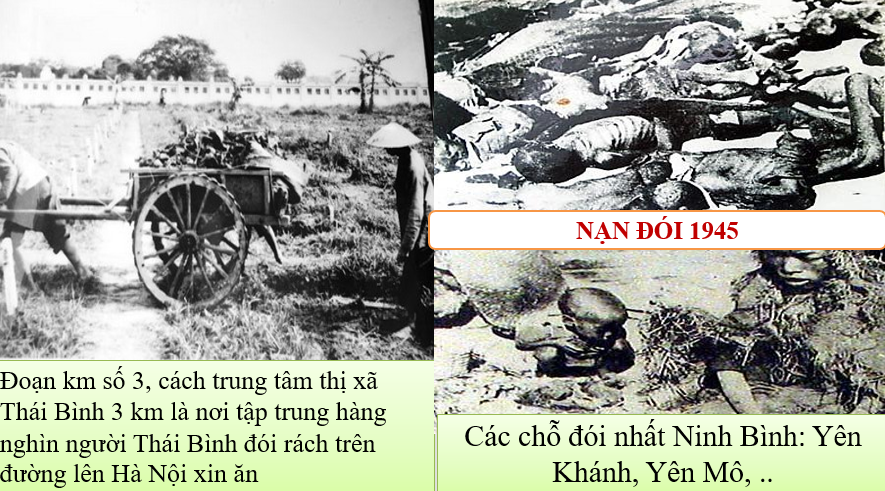 NẠN ĐÓI 1945
Đoạn km số 3, cách trung tâm thị xã
Thái Bình 3 km là nơi tập trung hàng
nghìn người Thái Bình đói rách trên
đường lên Hà Nội xin ăn
Các chỗ đói nhất Ninh Bình: Yên
Khánh, Yên Mô, ..